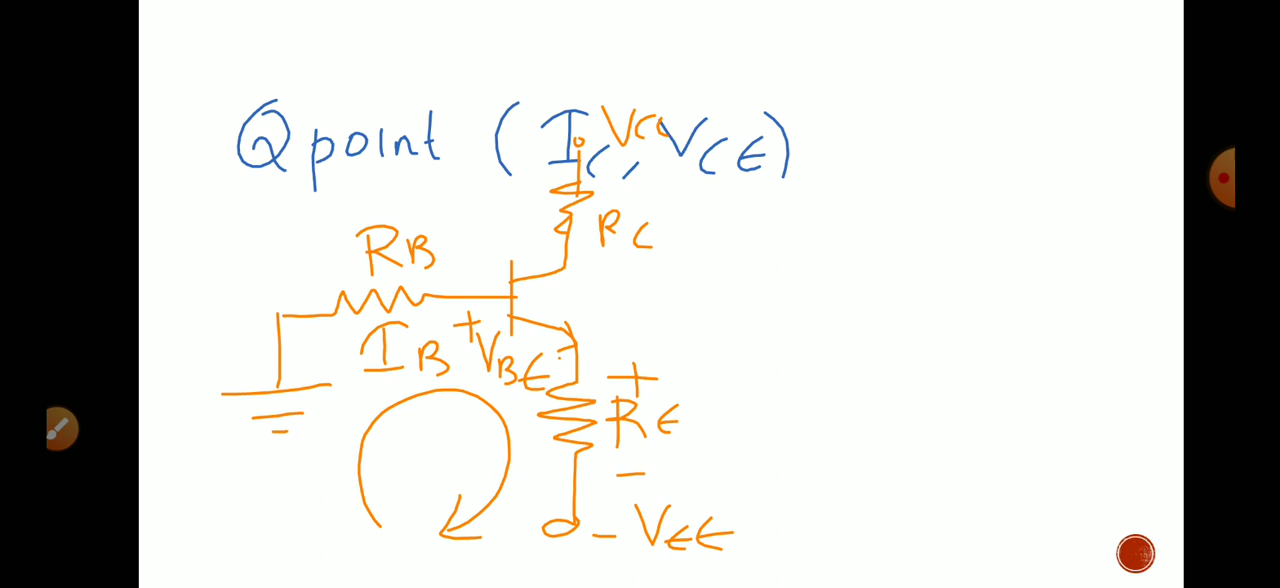 Q point (IC, VCE)
VCC
RC
RB
IB + VBE -
+
RE
-
- VEE